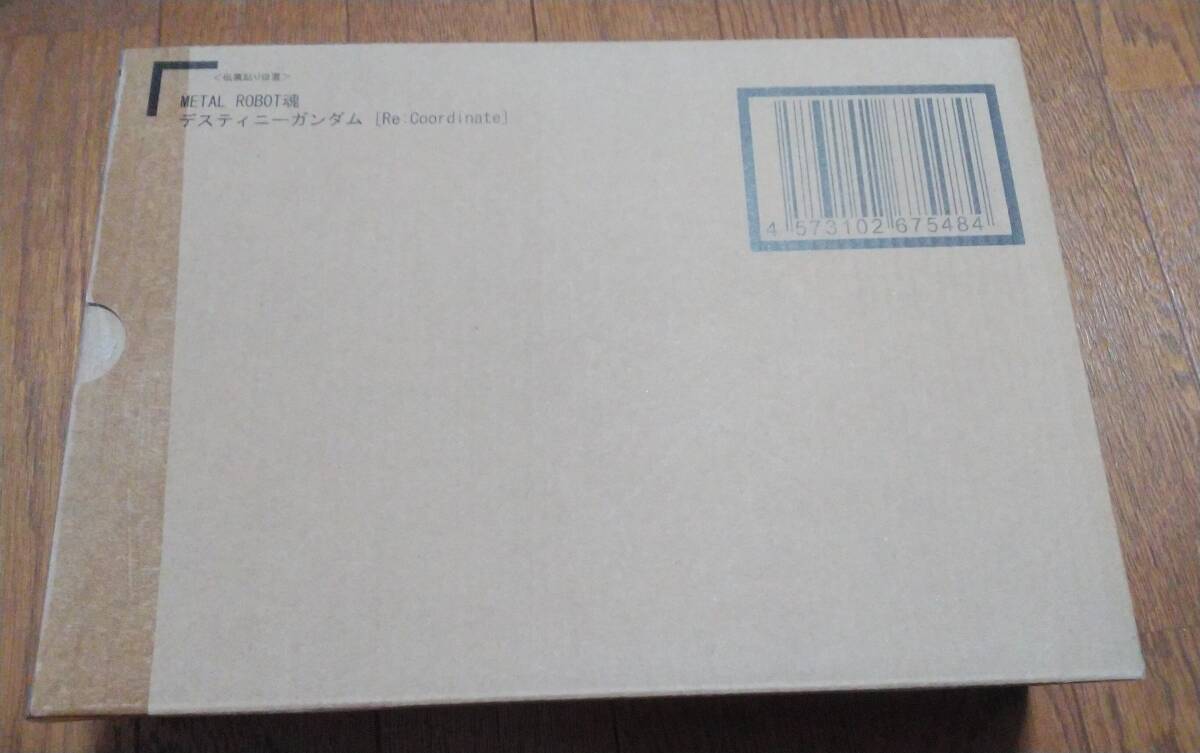 <伝票貼り位置>
METAL ROBOT魂
デスティニーガンダム [Re:Coordinate]
4 573102 675484